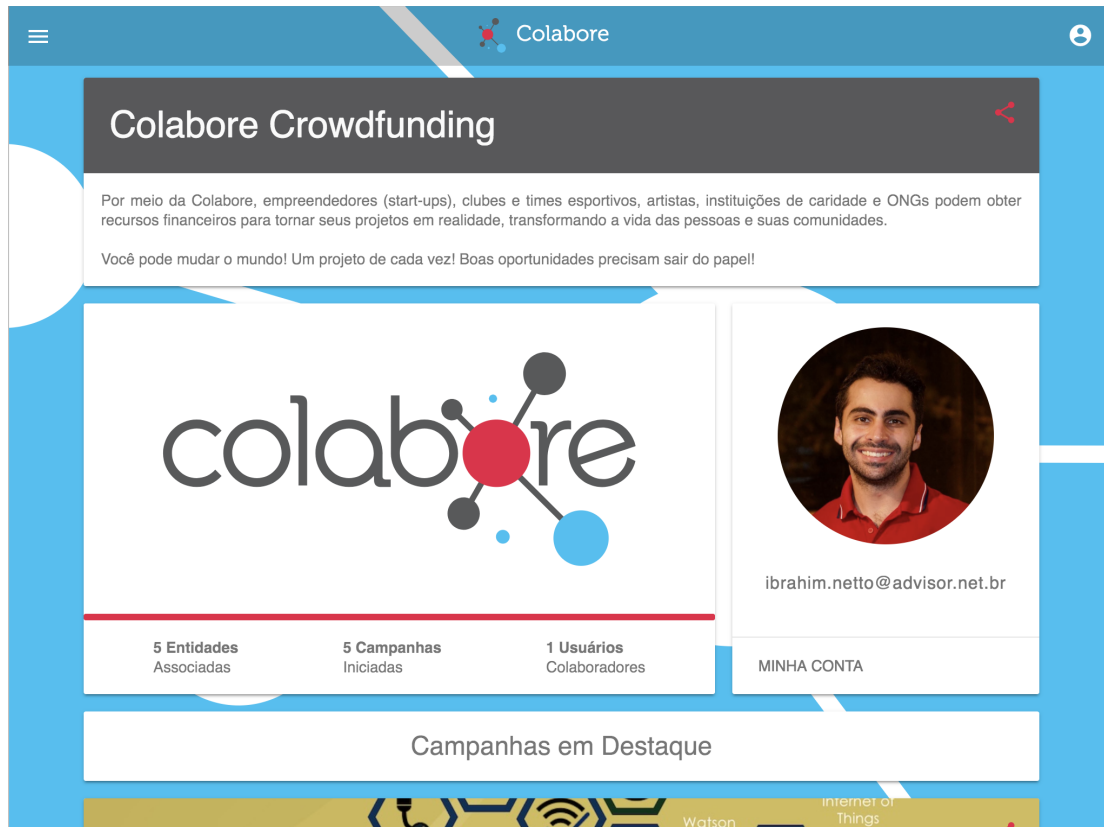 Colabore
Colabore Crowdfunding
Por meio da Colabore, empreendedores (start-ups), clubes e times esportivos, artistas, instituições de caridade e ONGs podem obter
recursos financeiros para tornar seus projetos em realidade, transformando a vida das pessoas e suas comunidades.
Você pode mudar o mundo! Um projeto de cada vez! Boas oportunidades precisam sair do papel!
colabore
ibrahim.netto@advisor.net.br
5 Entidades
Associadas
5 Campanhas
Iniciadas
1 Usuários
Colaboradores
MINHA CONTA
Campanhas em Destaque
Internet of
Things
Watson